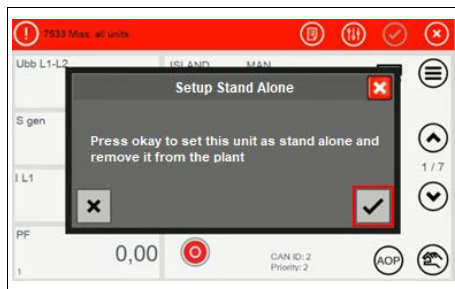 7533 Miss. all units
Ubb L1-L2
ISLAND MAN
Setup Stand Alone
S gen
Press okay to set this unit as stand alone and
remove it from the plant
I L1
1 / 7
PF
0,00
1
CAN ID: 2
Priority: 2
AOP